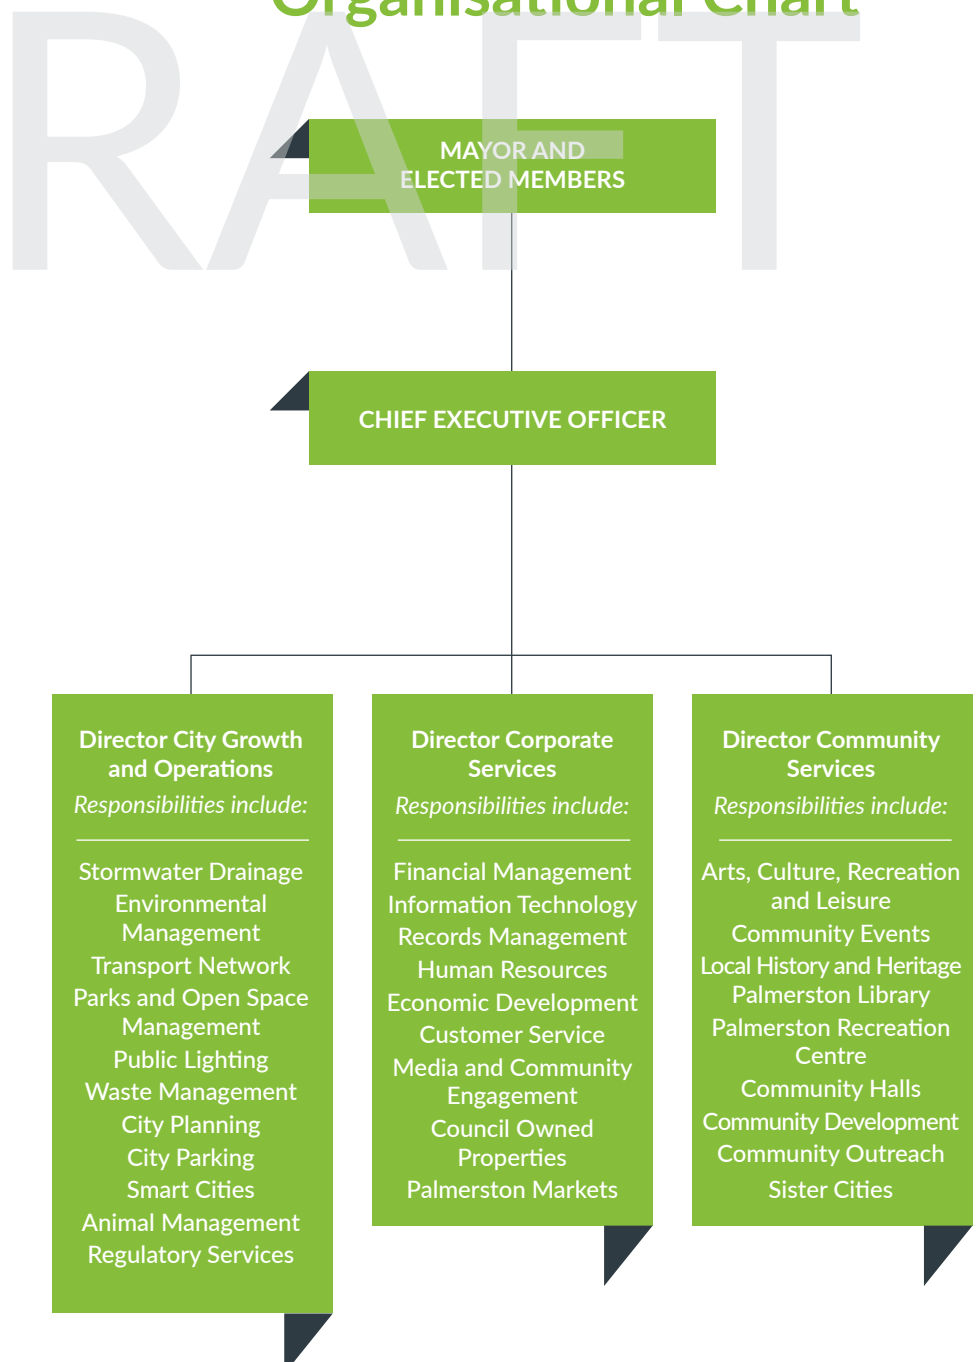 Organisational Chart
RAFT
MAYOR AND
ELECTED MEMBERS
CHIEF EXECUTIVE OFFICER
Director City Growth
and Operations
Responsibilities include:
Stormwater Drainage
Environmental
Management
Transport Network
Parks and Open Space
Management
Public Lighting
Waste Management
City Planning
City Parking
Smart Cities
Animal Management
Regulatory Services
Director Corporate
Services
Responsibilities include:
Financial Management
Information Technology
Records Management
Human Resources
Economic Development
Customer Service
Media and Community
Engagement
Council Owned
Properties
Palmerston Markets
Director Community
Services
Responsibilities include:
Arts, Culture, Recreation
and Leisure
Community Events
Local History and Heritage
Palmerston Library
Palmerston Recreation
Centre
Community Halls
Community Development
Community Outreach
Sister Cities